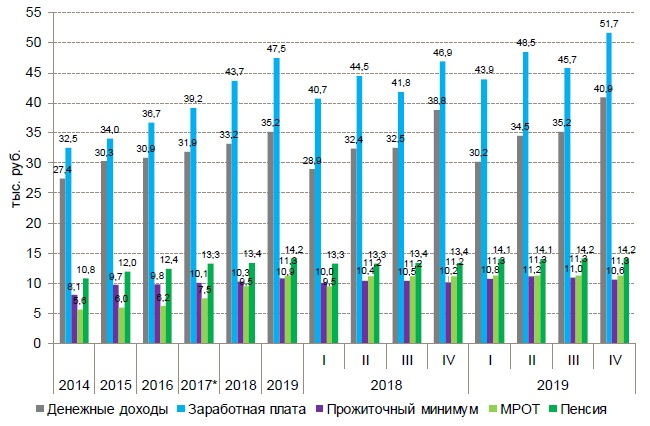 тыс. руб.
55
50
45
40
35
30
25
20
15
10
5
0
27,4 32,5 8,1 5,6 10,8
30,3 34,0 9,7 6,0 12,0
30,9 36,7 9,8 6,2 12,4
31,9 39,2 10,1 7,5 13,3
33,2 43,7 10,3 9,5 13,4
35,2 47,5 10,9 11,3 14,2
28,9 40,7 10,0 9,5 13,3
32,4 44,5 10,4 11,2 13,3
32,5 41,8 10,5 11,2 13,4
38,8 46,9 10,2 11,2 13,4
30,2 43,9 10,8 11,3 14,1
34,5 48,5 11,2 11,3 14,1
35,2 45,7 11,0 11,3 14,2
40,9 51,7 10,6 11,3 14,2
I II III IV I II III IV
2014 2015 2016 2017* 2018 2019 2018 2019
Денежные доходы Заработная плата Прожиточный минимум МРОТ Пенсия